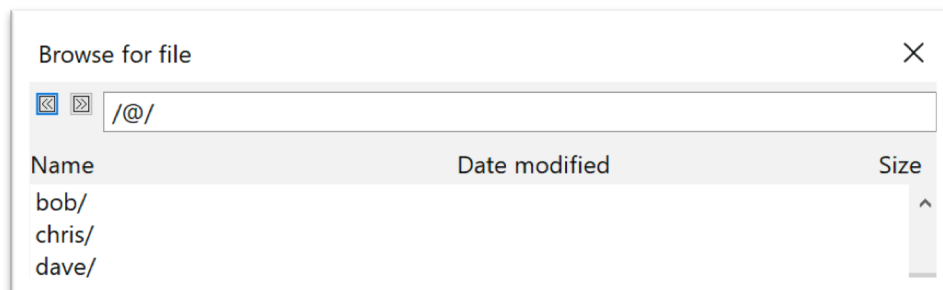 Browse for file
/@/
Name Date modified Size
bob/
chris/
dave/